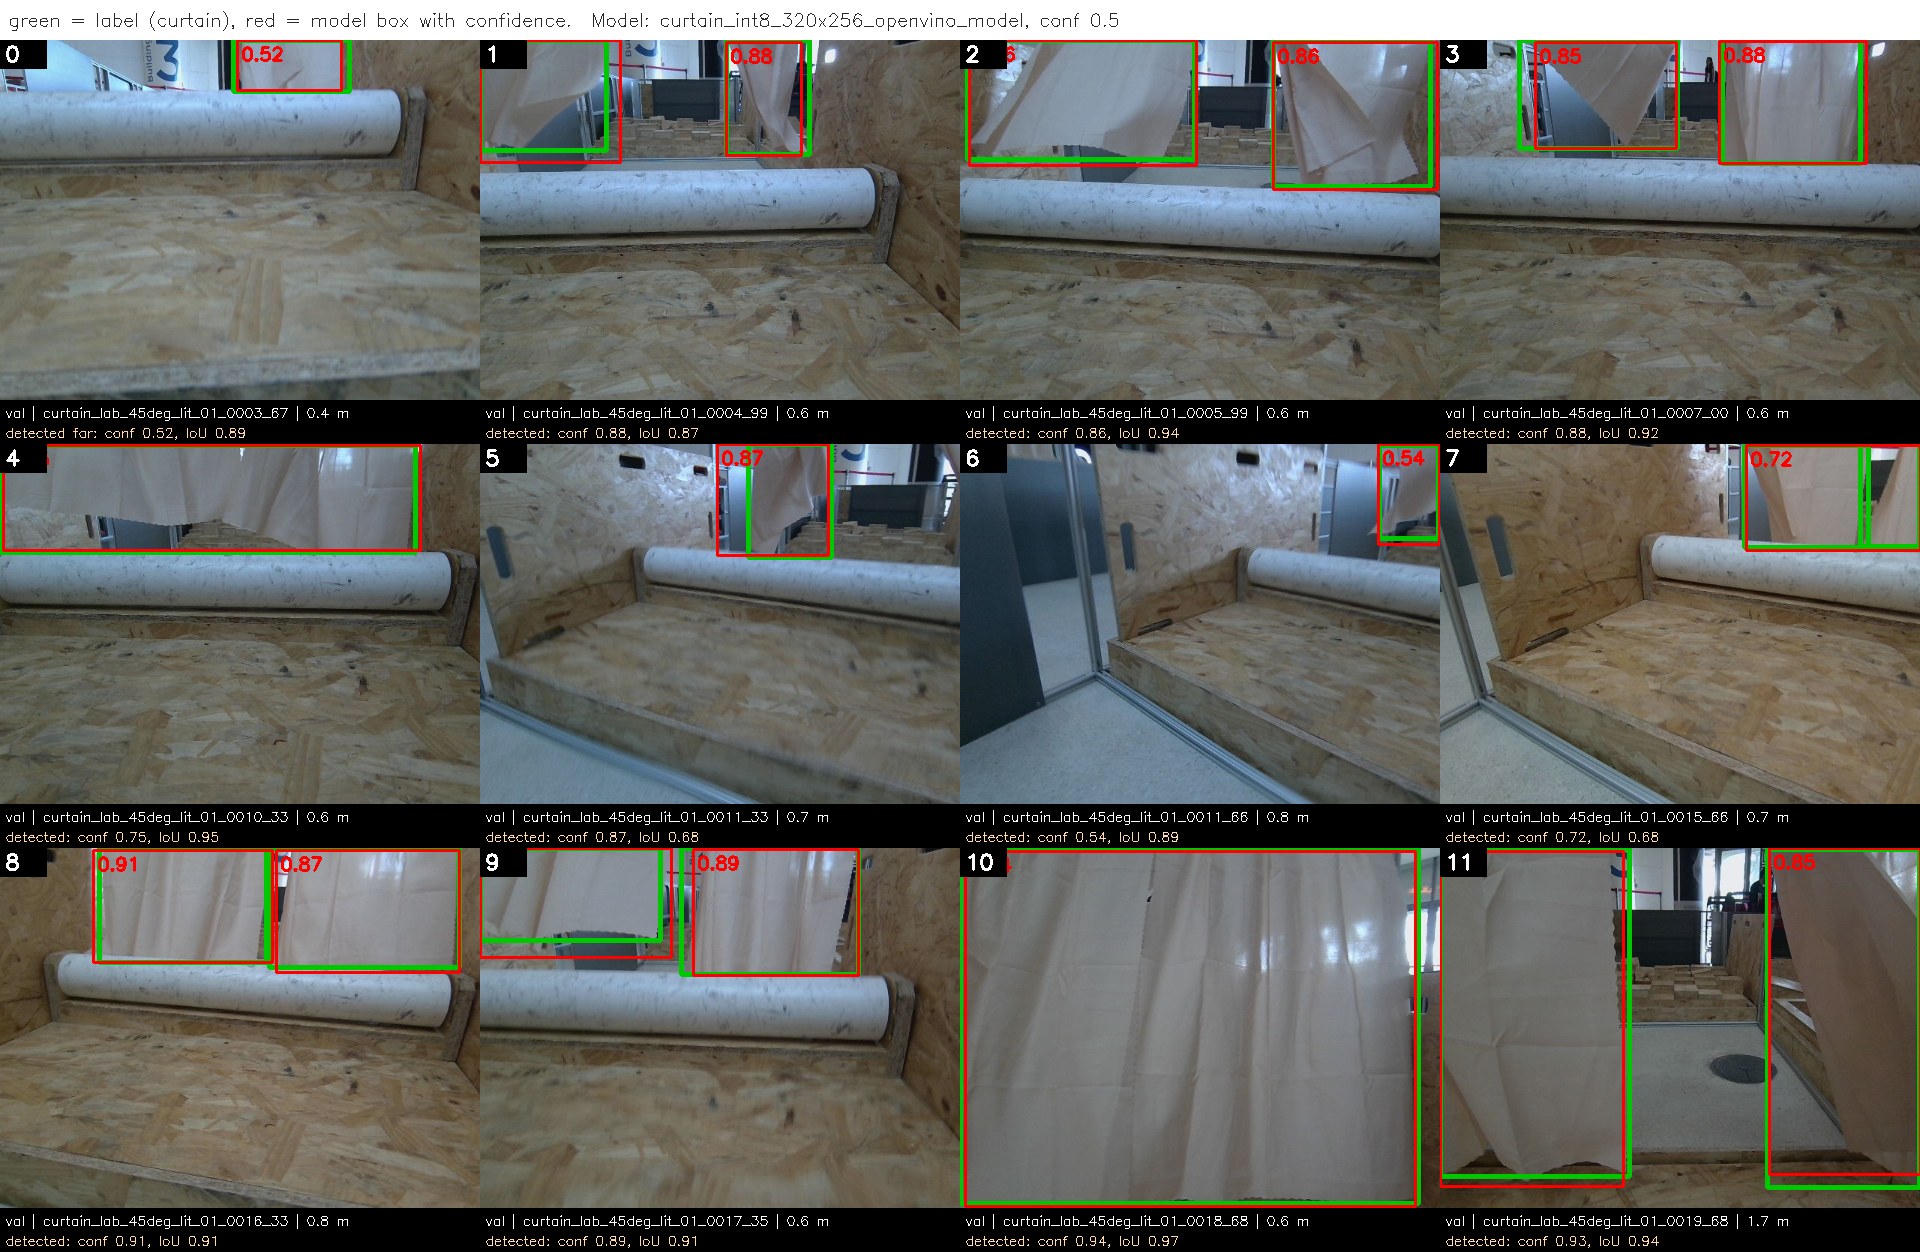 green = label (curtain), red = model box with confidence.  Model: curtain_int8_320x256_openvino_model, conf 0.5
0
0.52
Building
3
1
0.88
2
0.86
3
0.85
0.88
val | curtain_lab_45deg_lit_01_0003_67 | 0.4 m
detected far: conf 0.52, IoU 0.89
val | curtain_lab_45deg_lit_01_0004_99 | 0.6 m
detected: conf 0.88, IoU 0.87
val | curtain_lab_45deg_lit_01_0005_99 | 0.6 m
detected: conf 0.86, IoU 0.94
val | curtain_lab_45deg_lit_01_0007_00 | 0.6 m
detected: conf 0.88, IoU 0.92
4
5
0.87
6
0.54
7
0.72
val | curtain_lab_45deg_lit_01_0010_33 | 0.6 m
detected: conf 0.75, IoU 0.95
val | curtain_lab_45deg_lit_01_0011_33 | 0.7 m
detected: conf 0.87, IoU 0.68
val | curtain_lab_45deg_lit_01_0011_66 | 0.8 m
detected: conf 0.54, IoU 0.89
val | curtain_lab_45deg_lit_01_0015_66 | 0.7 m
detected: conf 0.72, IoU 0.68
8
0.91
0.87
9
0.89
10
11
0.85
val | curtain_lab_45deg_lit_01_0016_33 | 0.8 m
detected: conf 0.91, IoU 0.91
val | curtain_lab_45deg_lit_01_0017_35 | 0.6 m
detected: conf 0.89, IoU 0.91
val | curtain_lab_45deg_lit_01_0018_68 | 0.6 m
detected: conf 0.94, IoU 0.97
val | curtain_lab_45deg_lit_01_0019_68 | 1.7 m
detected: conf 0.93, IoU 0.94